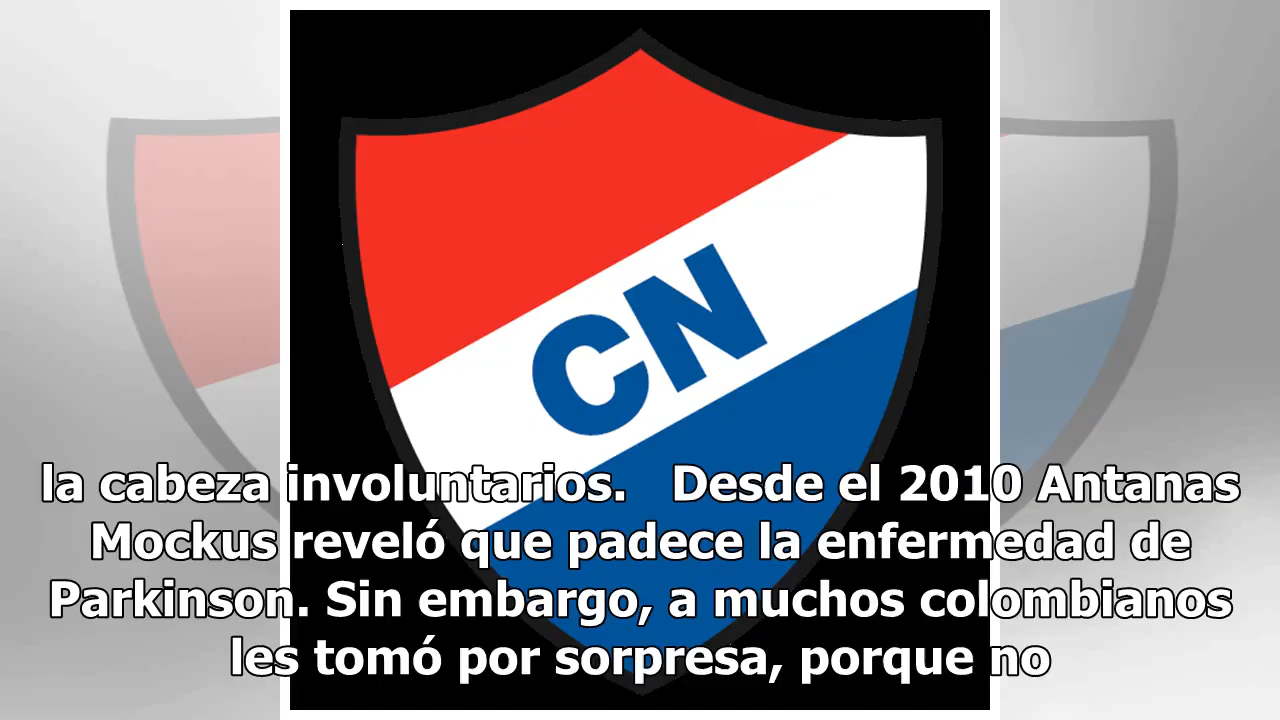 CN
la cabeza involuntarios.   Desde el 2010 Antanas
Mockus reveló que padece la enfermedad de
Parkinson. Sin embargo, a muchos colombianos
les tomó por sorpresa, porque no